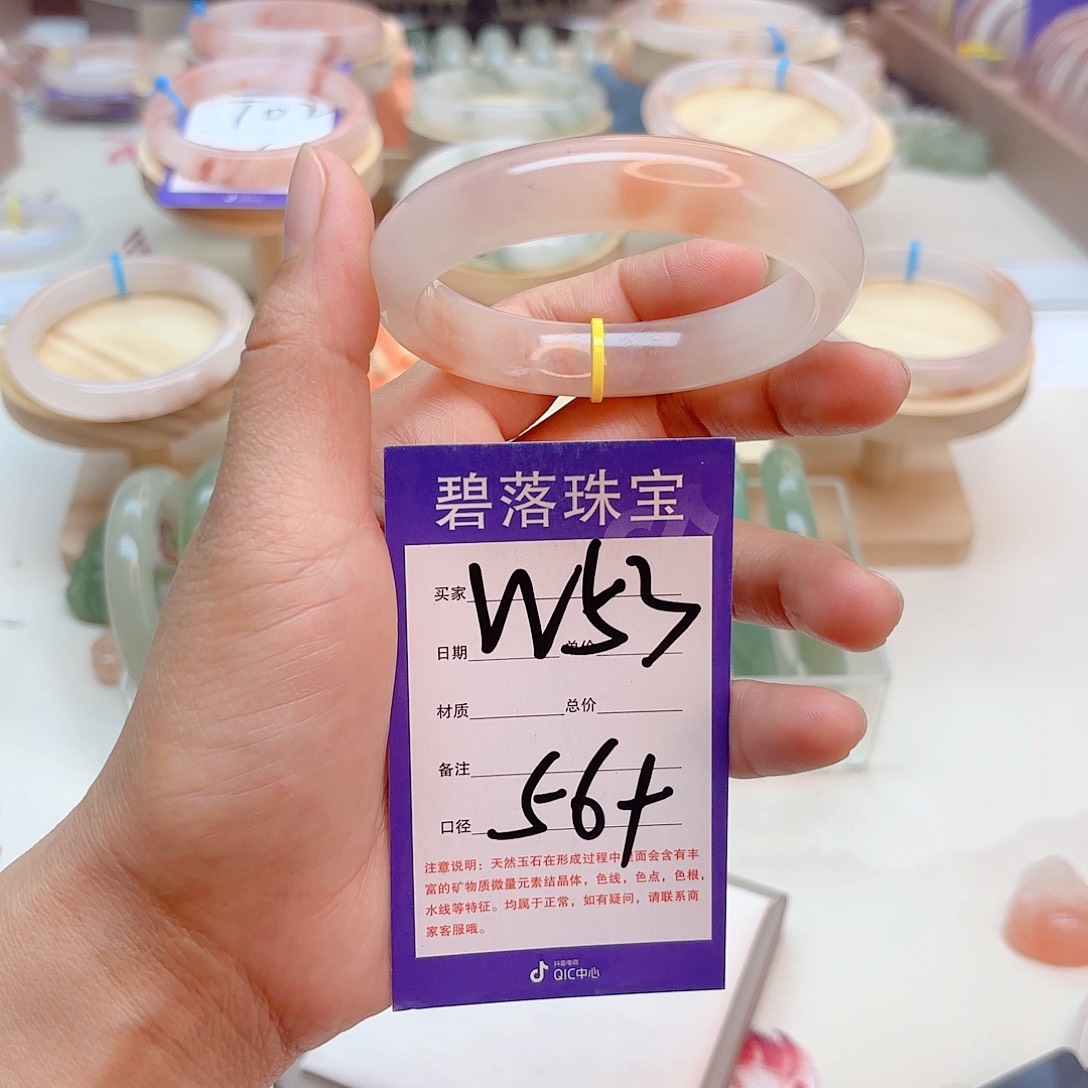 T02
碧落珠宝
买家 W53
日期 单价
材质 总价
备注
口径 56+
注意说明:天然玉石在形成过程中里面会含有丰
富的矿物质微量元素结晶体,色线,色点,色根,
水线等特征。均属于正常,如有疑问,请联系商
家客服哦。
抖音电商
QIC中心